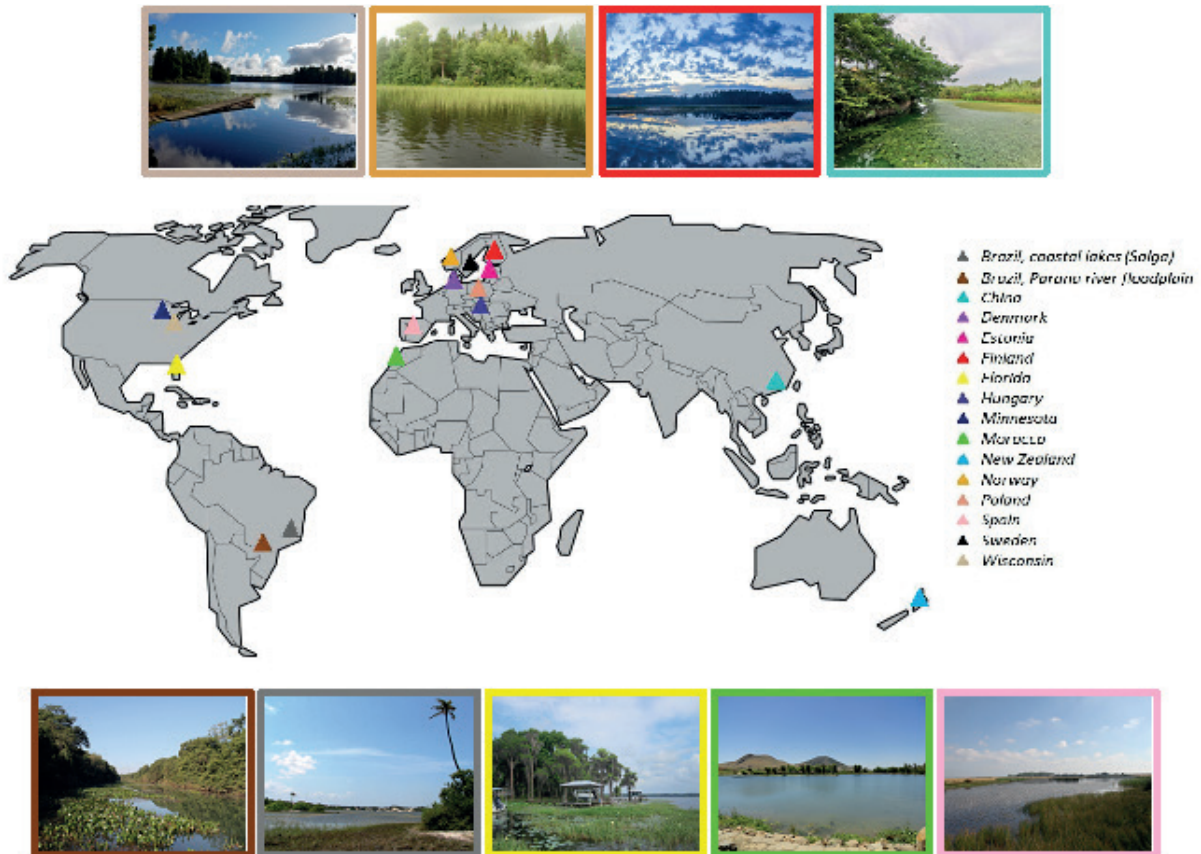 Brazil, coastal lakes (Salga)
Brazil, Parana river floodplain
China
Denmark
Estonia
Finland
Florida
Hungary
Minnesota
Morocco
New Zealand
Norway
Poland
Spain
Sweden
Wisconsin